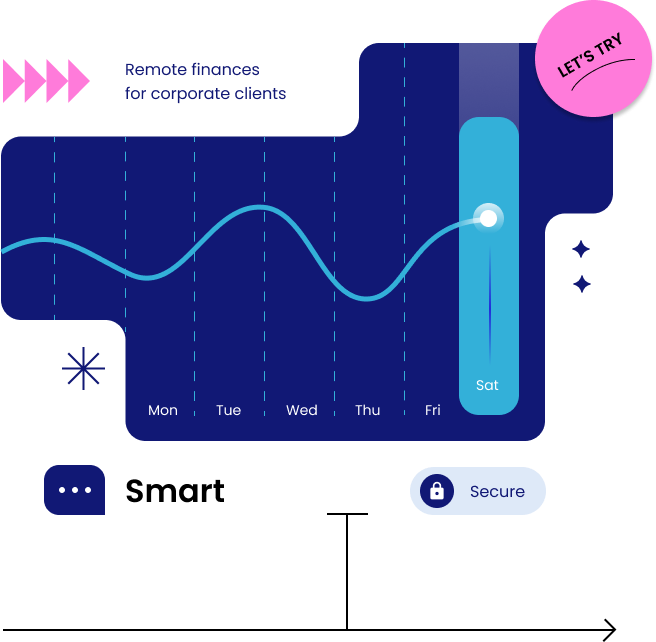 LET'S TRY
Remote finances
for corporate clients
Sat
Mon Tue Wed Thu Fri
Smart
Secure